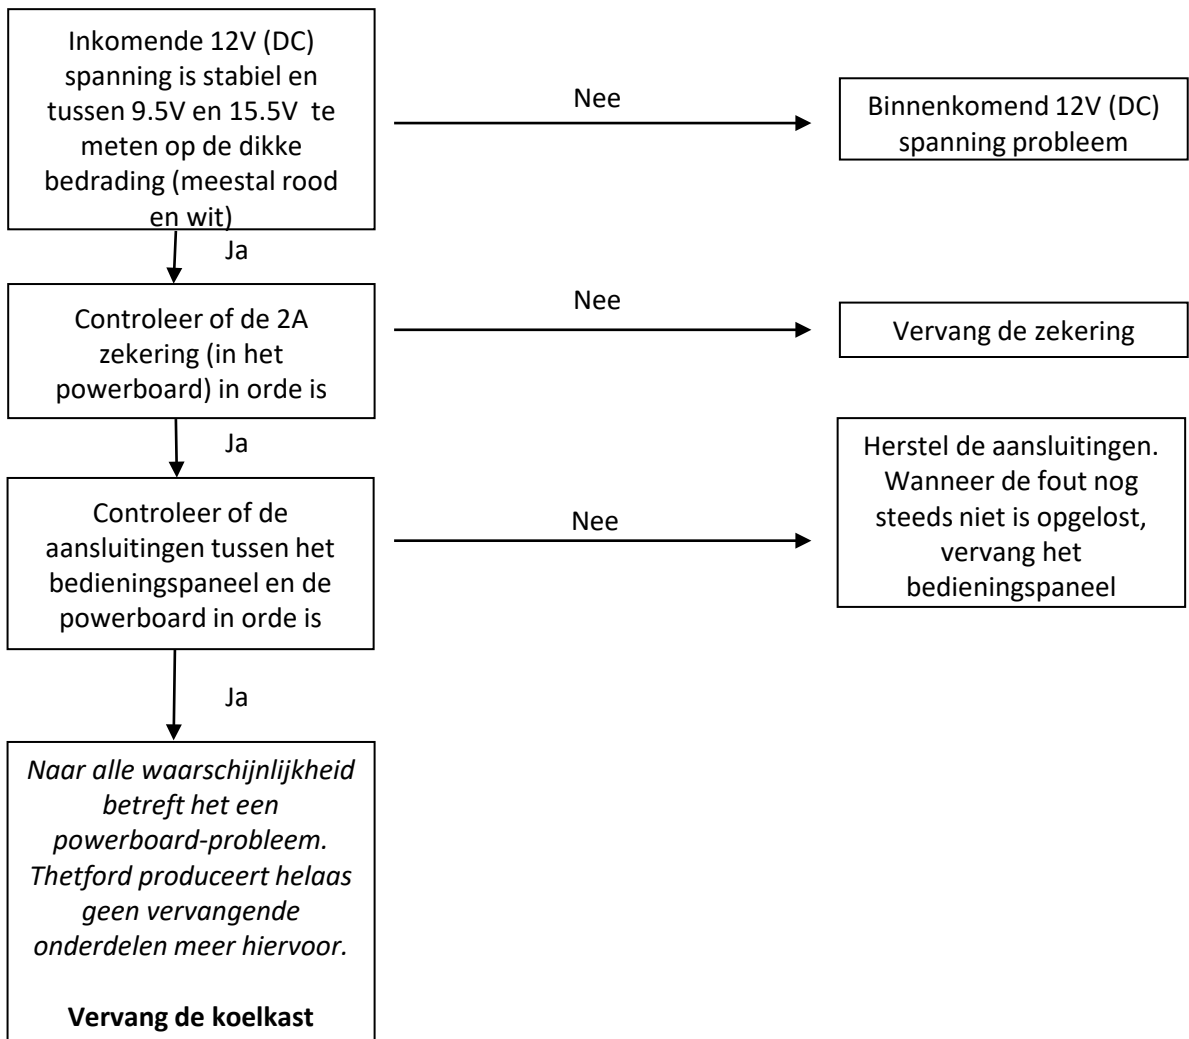 Inkomende 12V (DC)
spanning is stabiel en
tussen 9.5V en 15.5V te
meten op de dikke
bedrading (meestal rood
en wit)
Nee
Binnenkomend 12V (DC)
spanning probleem
Ja
Controleer of de 2A
zekering (in het
powerboard) in orde is
Nee
Vervang de zekering
Ja
Controleer of de
aansluitingen tussen het
bedieningspaneel en de
powerboard in orde is
Nee
Herstel de aansluitingen.
Wanneer de fout nog
steeds niet is opgelost,
vervang het
bedieningspaneel
Ja
Naar alle waarschijnlijkheid
betreft het een
powerboard-probleem.
Thetford produceert helaas
geen vervangende
onderdelen meer hiervoor.
Vervang de koelkast